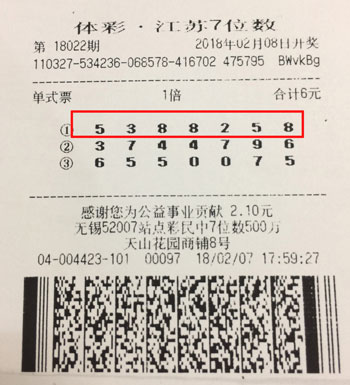 体彩·江苏7位数
第 18022期 2018年02月08日开奖
110327-534236-068578-416702 475795 BWvkBg
单式票 1倍 合计6元
① 5 3 8 8 2 5 8
② 3 7 4 4 7 9 6
③ 6 5 5 0 0 7 5
感谢您为公益事业贡献 2.10元
无锡52007站点彩民中7位数500万
天山花园商铺8号
04-004423-101 00097 18/02/07 17:59:27